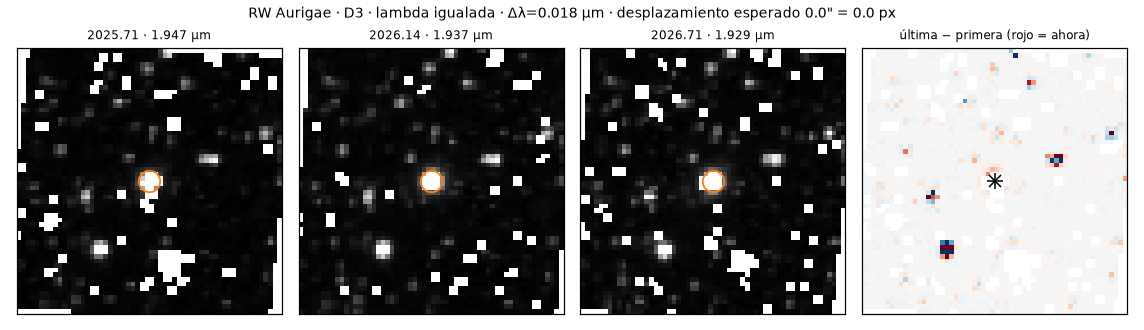 RW Aurigae · D3 · lambda igualada · Δλ=0.018 µm · desplazamiento esperado 0.0" = 0.0 px
2025.71 · 1.947 µm
2026.14 · 1.937 µm
2026.71 · 1.929 µm
última − primera (rojo = ahora)